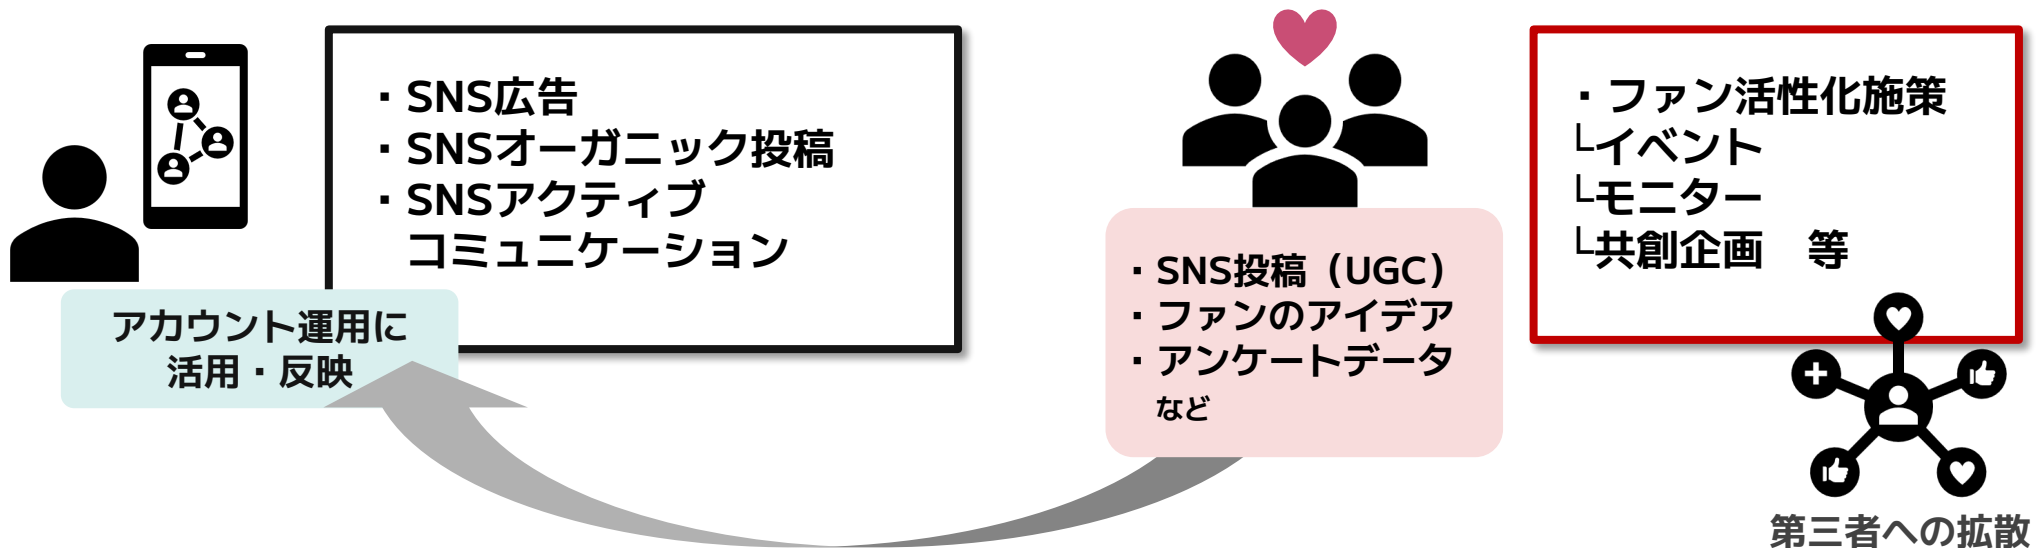 ・SNS広告
・SNSオーガニック投稿
・SNSアクティブ
コミュニケーション
アカウント運用に
活用・反映
・SNS投稿（UGC）
・ファンのアイデア
・アンケートデータ
など
・ファン活性化施策
└イベント
└モニター
└共創企画　等
第三者への拡散